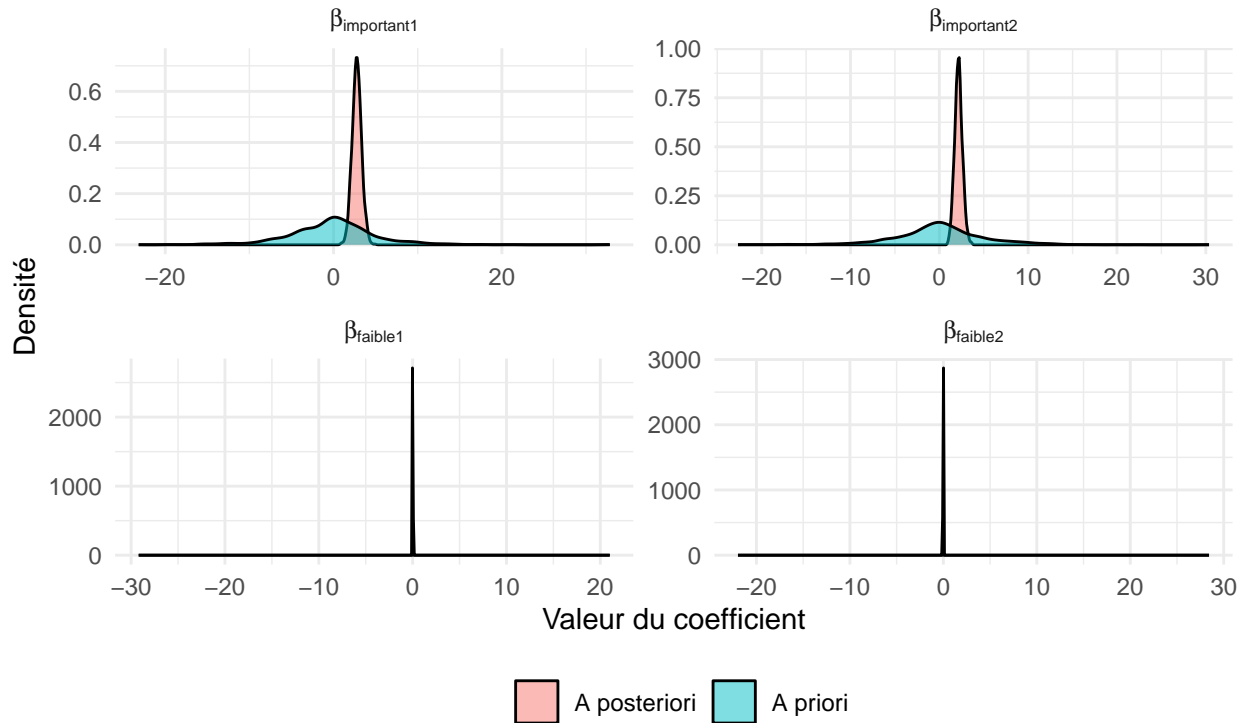 βimportant1
βimportant2
0.6
0.4
0.2
0.0
−20 0 20
1.00
0.75
0.50
0.25
0.00
−20 −10 0 10 20 30
Densité
βfaible1
βfaible2
2000
1000
0
−30 −20 −10 0 10 20
3000
2000
1000
0
−20 −10 0 10 20 30
Valeur du coefficient
A posteriori A priori